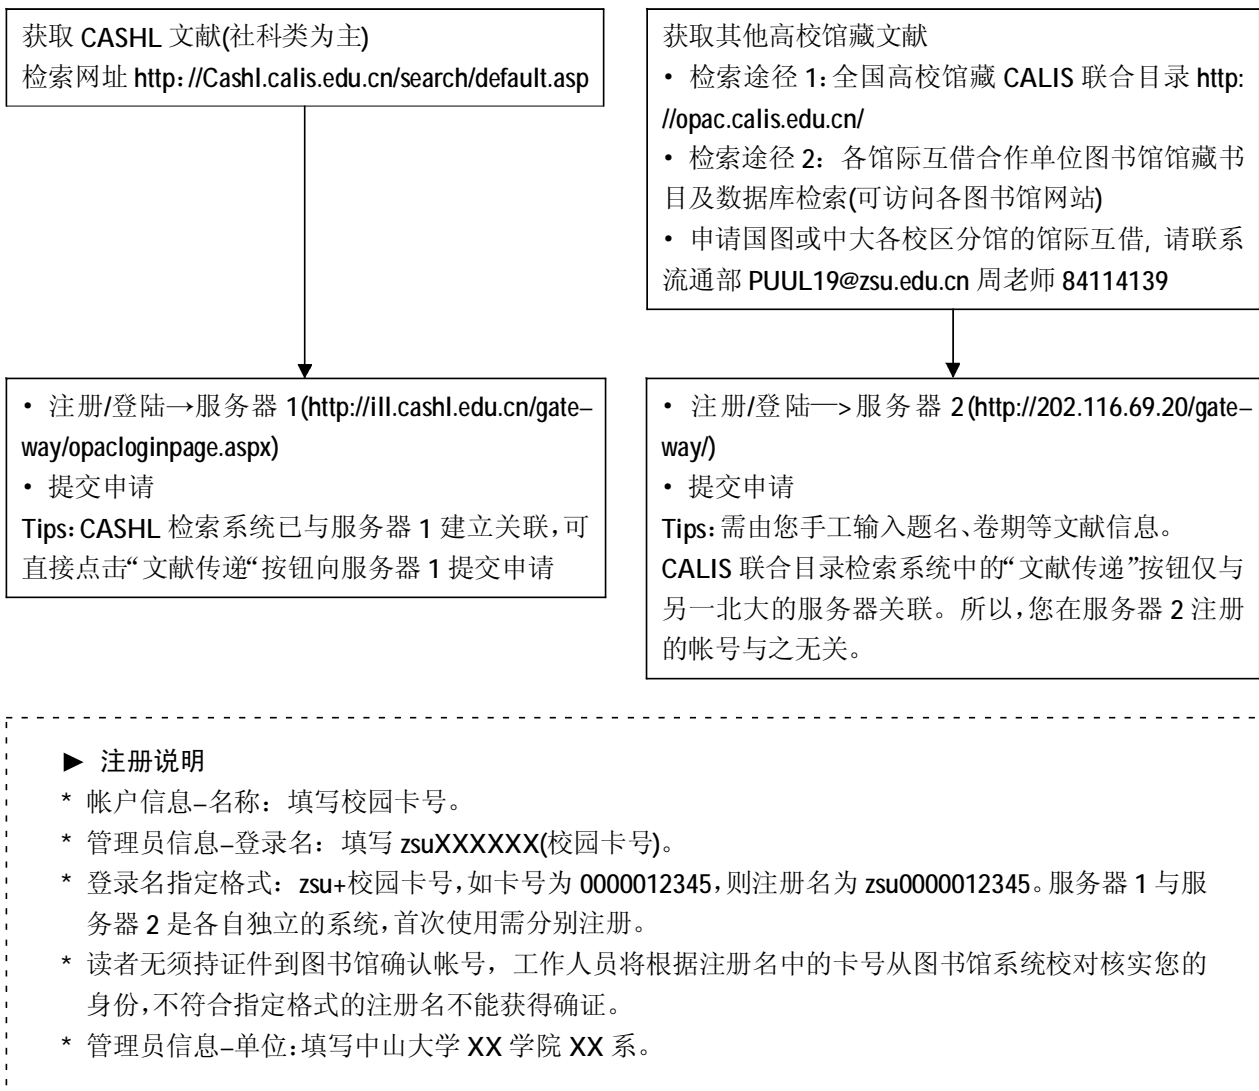 获取 CASHL 文献(社科类为主)
检索网址 http://Cashl.calis.edu.cn/search/default.asp
注册/登陆→服务器 1(http://ill.cashl.edu.cn/gate–
way/opacloginpage.aspx)
• 提交申请
Tips:CASHL 检索系统已与服务器 1 建立关联,可
直接点击“文献传递“按钮向服务器 1 提交申请
获取其他高校馆藏文献
• 检索途径 1:全国高校馆藏 CALIS 联合目录 http:
//opac.calis.edu.cn/
• 检索途径 2: 各馆际互借合作单位图书馆馆藏书
目及数据库检索(可访问各图书馆网站)
• 申请国图或中大各校区分馆的馆际互借, 请联系
流通部 PUUL19@zsu.edu.cn 周老师 84114139
• 注册/登陆—>服务器 2(http://202.116.69.20/gate–
way/)
• 提交申请
Tips:需由您手工输入题名、卷期等文献信息。
CALIS 联合目录检索系统中的“文献传递”按钮仅与
另一北大的服务器关联。所以,您在服务器 2 注册
的帐号与之无关。
► 注册说明
* 帐户信息–名称: 填写校园卡号。
* 管理员信息–登录名: 填写 zsuXXXXXX(校园卡号)。
* 登录名指定格式: zsu+校园卡号,如卡号为 0000012345,则注册名为 zsu0000012345。服务器 1 与服
务器 2 是各自独立的系统,首次使用需分别注册。
* 读者无须持证件到图书馆确认帐号, 工作人员将根据注册名中的卡号从图书馆系统校对核实您的
身份,不符合指定格式的注册名不能获得确证。
* 管理员信息–单位:填写中山大学 XX 学院 XX 系。